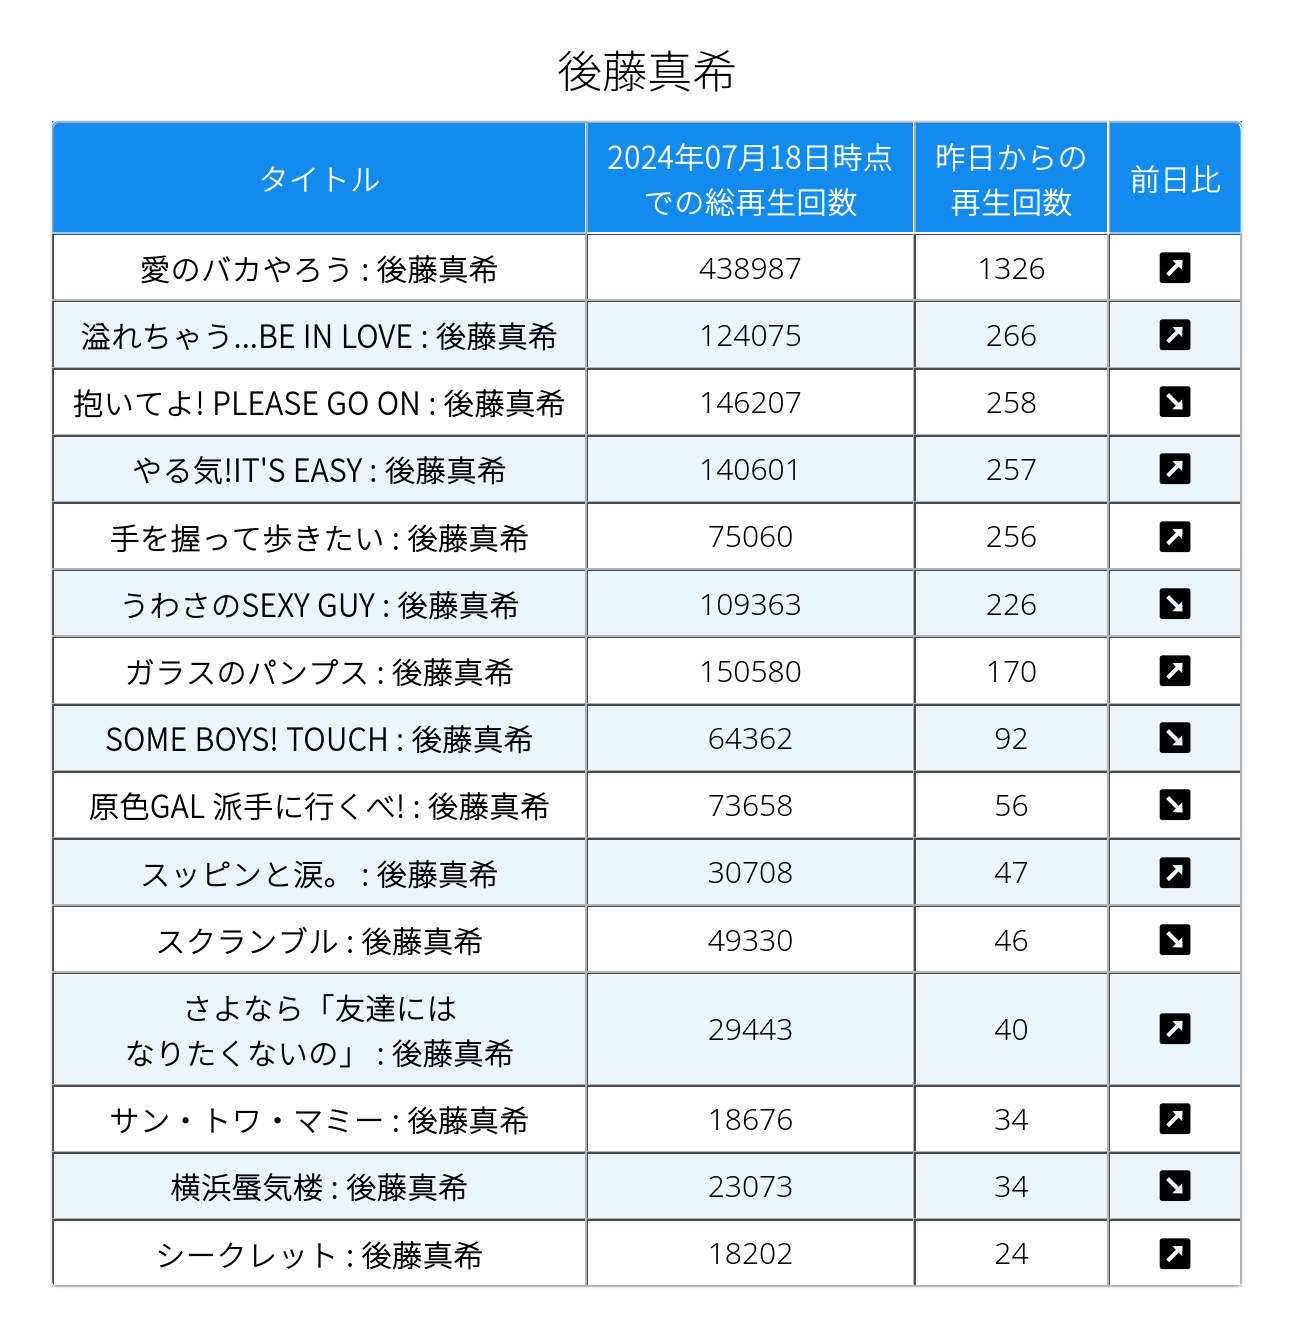 後藤真希
タイトル
2024年07月18日時点
での総再生回数
昨日からの
再生回数
前日比
愛のバカやろう : 後藤真希 438987 1326 ↗
溢れちゃう...BE IN LOVE : 後藤真希 124075 266 ↗
抱いてよ! PLEASE GO ON : 後藤真希 146207 258 ↘
やる気!IT'S EASY : 後藤真希 140601 257 ↗
手を握って歩きたい : 後藤真希 75060 256 ↗
うわさのSEXY GUY : 後藤真希 109363 226 ↘
ガラスのパンプス : 後藤真希 150580 170 ↗
SOME BOYS! TOUCH : 後藤真希 64362 92 ↘
原色GAL 派手に行くべ! : 後藤真希 73658 56 ↘
スッピンと涙。 : 後藤真希 30708 47 ↗
スクランブル : 後藤真希 49330 46 ↘
さよなら「友達には
なりたくないの」 : 後藤真希 29443 40 ↗
サン・トワ・マミー : 後藤真希 18676 34 ↗
横浜蜃気楼 : 後藤真希 23073 34 ↘
シークレット : 後藤真希 18202 24 ↗